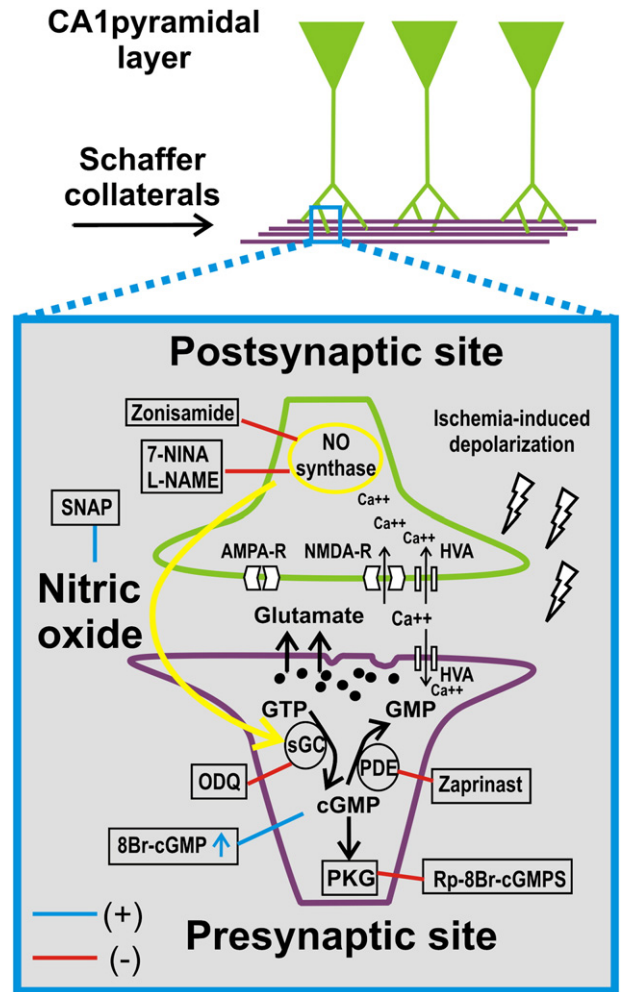 CA1pyramidal
layer
Schaffer
collaterals
Postsynaptic site
Zonisamide
7-NINA
L-NAME
NO
synthase
Ischemia-induced
depolarization
SNAP
Ca++
Ca++
Ca++
AMPA-R
NMDA-R
HVA
Nitric
oxide
Glutamate
Ca++
HVA
Ca++
GTP
GMP
sGC
PDE
ODQ
Zaprinast
cGMP
8Br-cGMP
PKG
Rp-8Br-cGMPS
(+)
(-)
Presynaptic site